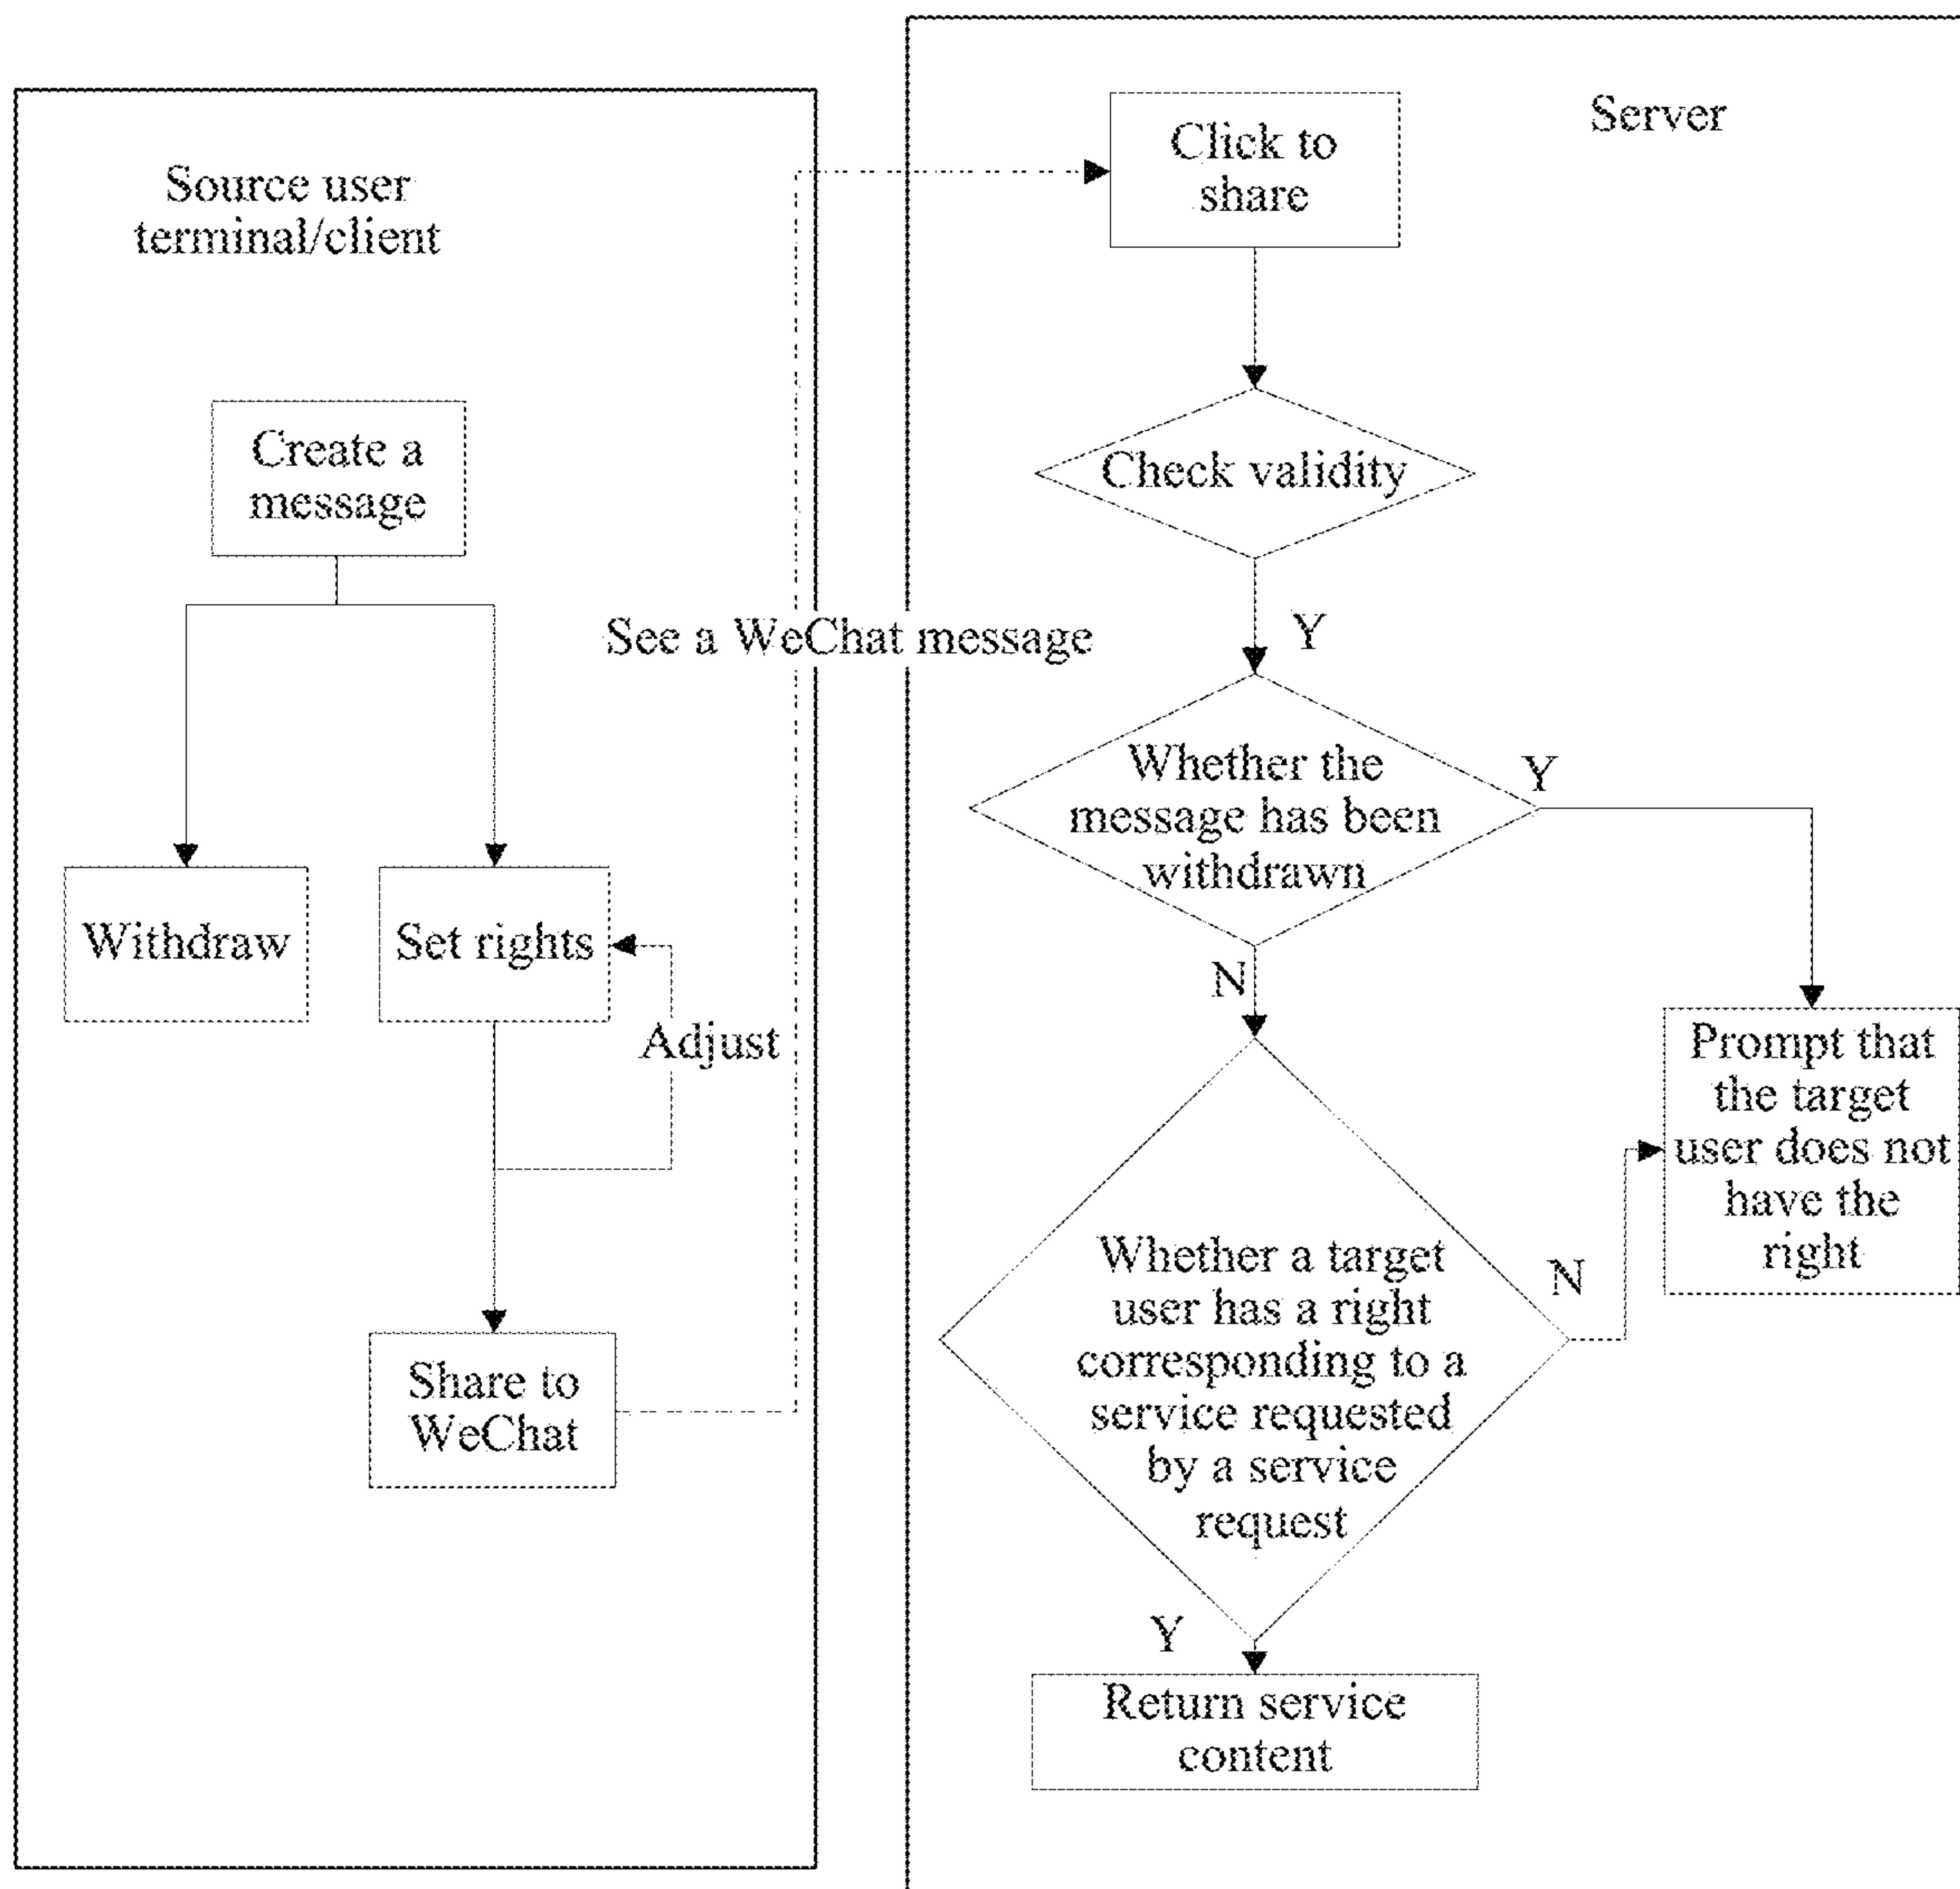 Source user
terminal/client
Create a
message
Withdraw
Set rights
Adjust
Share to
WeChat
See a WeChat message
Server
Click to
share
Check validity
Y
Whether the
message has been
withdrawn
Y
N
Prompt that
the target
user does not
have the
right
Whether a target
user has a right
corresponding to a
service requested
by a service
request
N
Y
Return service
content